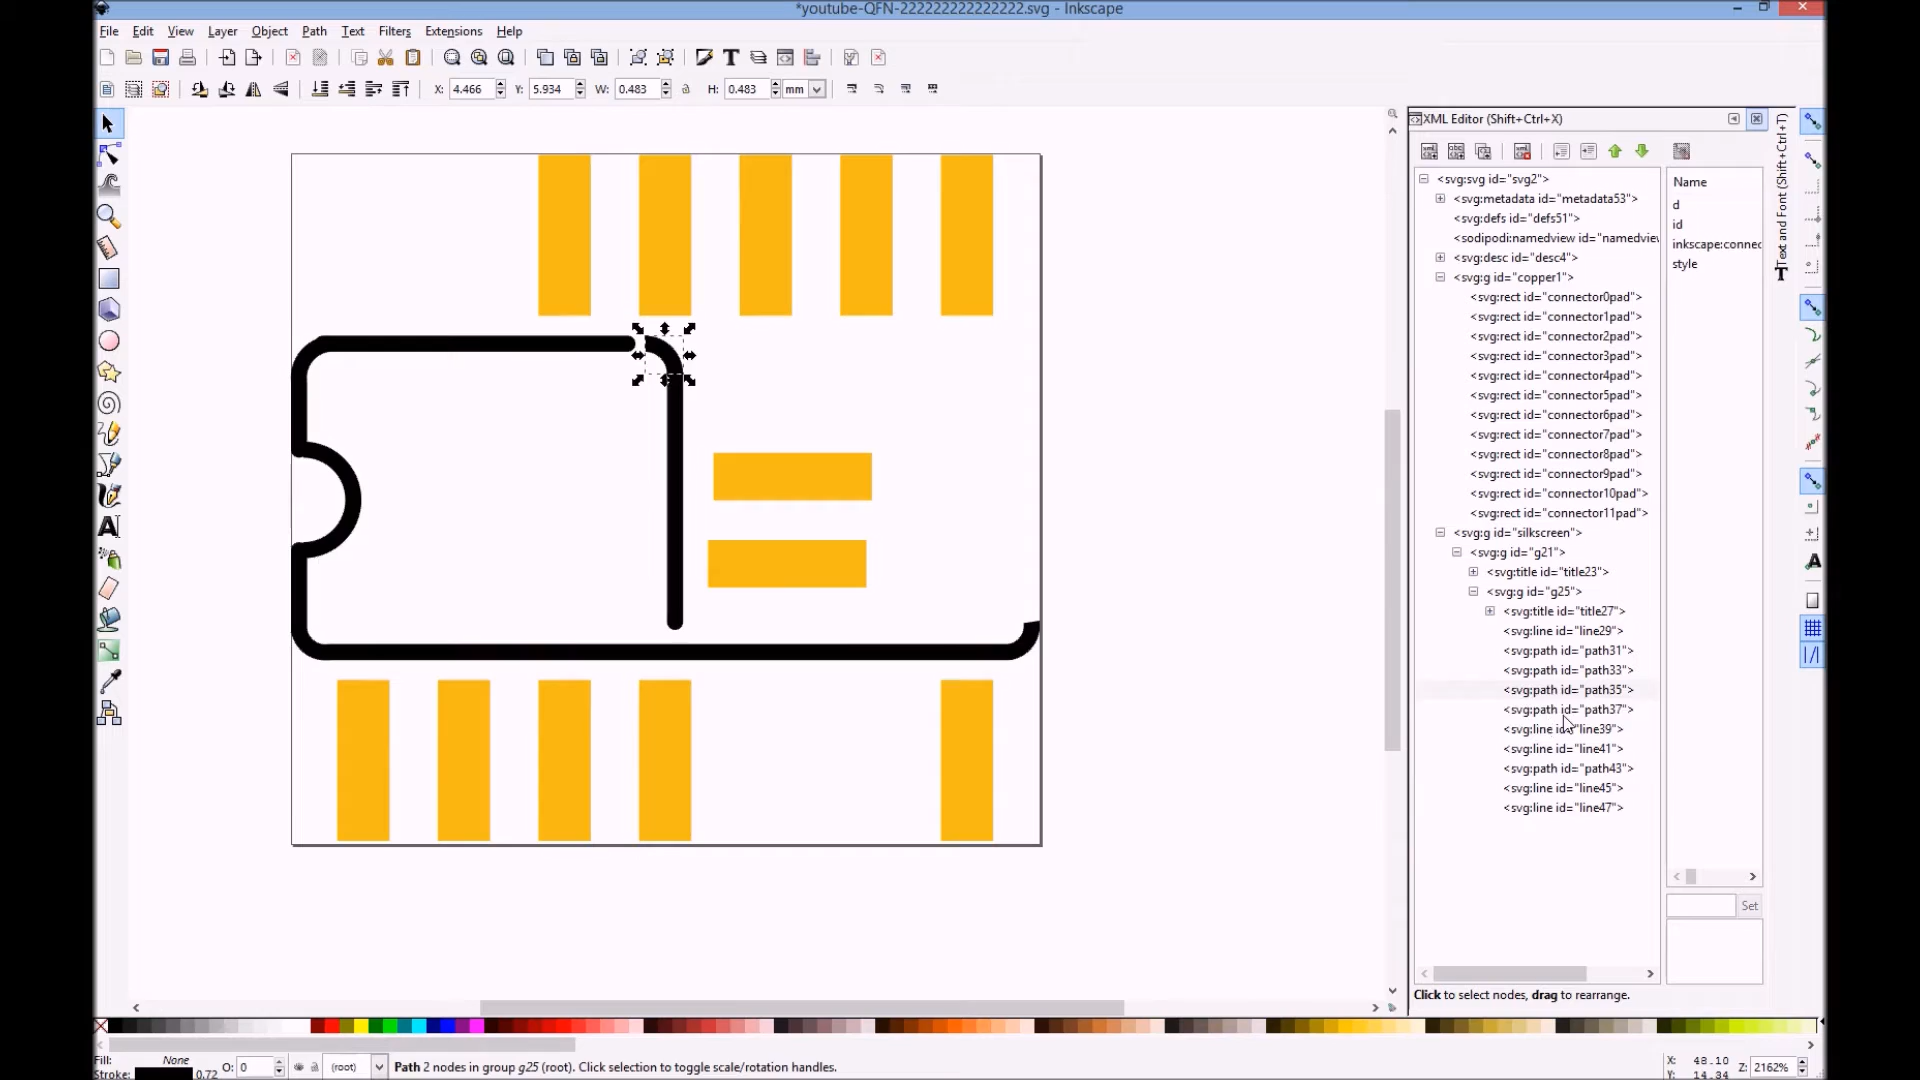 *youtube-QFN-222222222222222.svg - Inkscape
File Edit View Layer Object Path Text Filters Extensions Help
X: 4.466 Y: 5.934 W: 0.483 H: 0.483 mm
XML Editor (Shift+Ctrl+X)
Text and Font (Shift+Ctrl+T)
<svg:svg id="svg2">
<svg:metadata id="metadata53">
<svg:defs id="defs51">
<sodipodi:namedview id="namedview
<svg:desc id="desc4">
<svg:g id="copper1">
<svg:rect id="connector0pad">
<svg:rect id="connector1pad">
<svg:rect id="connector2pad">
<svg:rect id="connector3pad">
<svg:rect id="connector4pad">
<svg:rect id="connector5pad">
<svg:rect id="connector6pad">
<svg:rect id="connector7pad">
<svg:rect id="connector8pad">
<svg:rect id="connector9pad">
<svg:rect id="connector10pad">
<svg:rect id="connector11pad">
<svg:g id="silkscreen">
<svg:g id="g21">
<svg:title id="title23">
<svg:g id="g25">
<svg:title id="title27">
<svg:line id="line29">
<svg:path id="path31">
<svg:path id="path33">
<svg:path id="path35">
<svg:path id="path37">
<svg:line id="line39">
<svg:line id="line41">
<svg:path id="path43">
<svg:line id="line45">
<svg:line id="line47">
Name
d
id
inkscape:connec
style
Set
Click to select nodes, drag to rearrange.
Fill: None
Stroke: 0.72
O: 0
(root)
Path 2 nodes in group g25 (root). Click selection to toggle scale/rotation handles.
X: 48.10
Y: 14.34
Z: 2162%